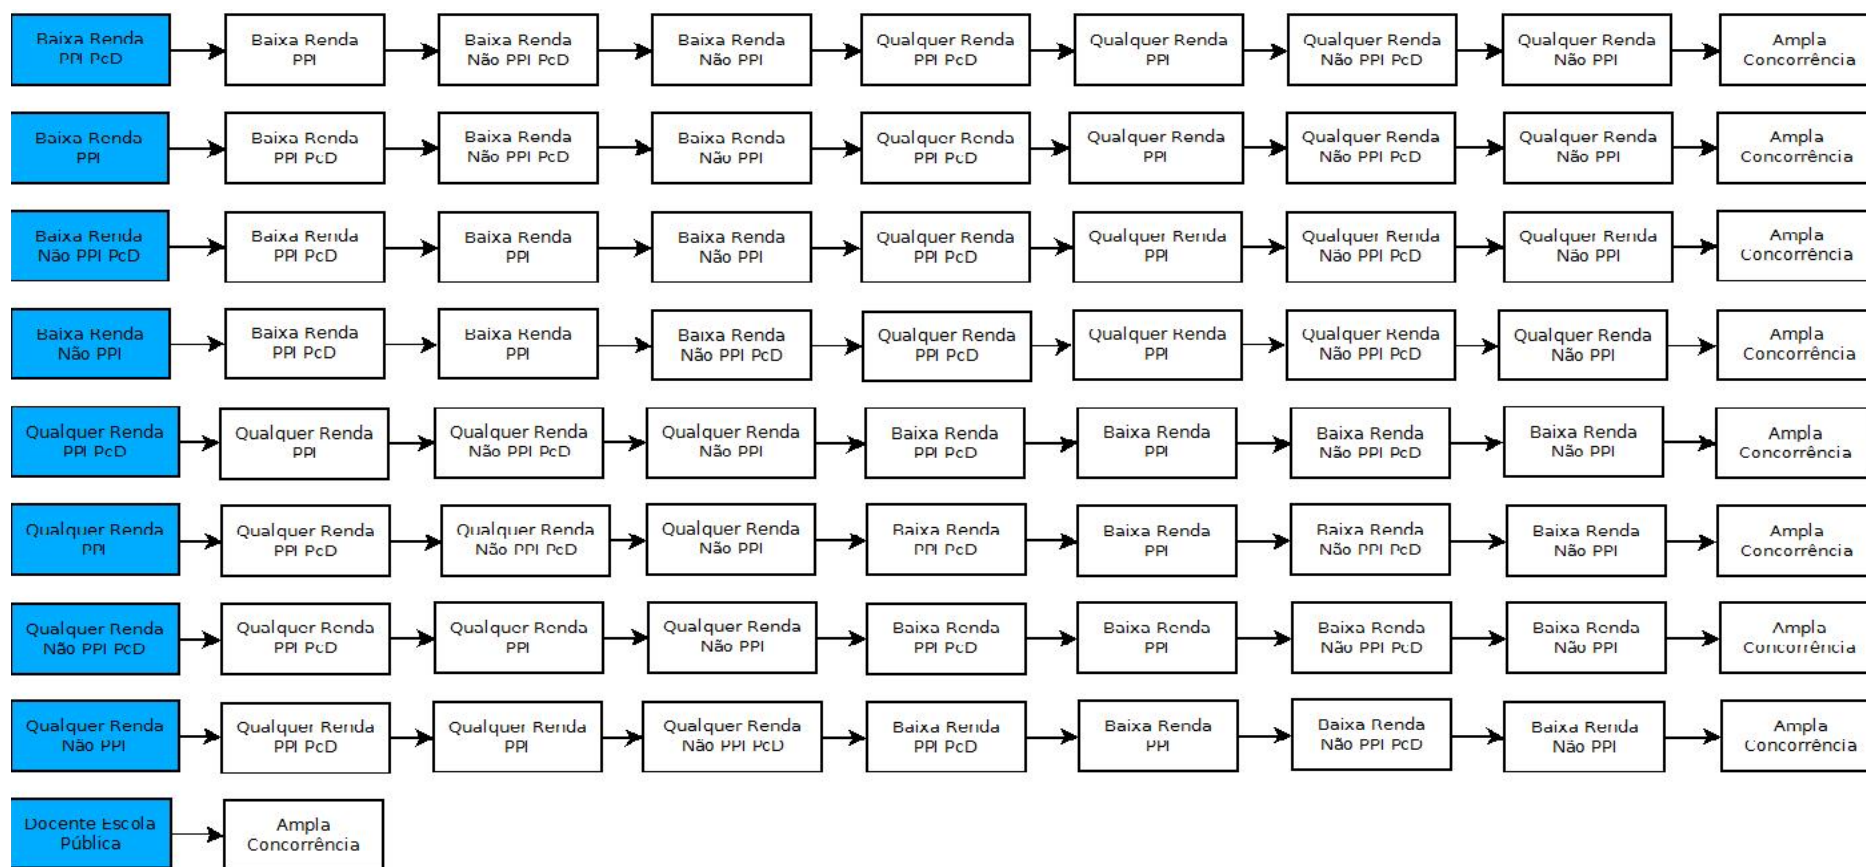 Baixa Renda
PPI PcD
Baixa Renda
PPI
Baixa Renda
Não PPI PcD
Baixa Renda
Não PPI
Qualquer Renda
PPI PcD
Qualquer Renda
PPI
Qualquer Renda
Não PPI PcD
Qualquer Renda
Não PPI
Ampla
Concorrência
Baixa Renda
PPI
Baixa Renda
PPI PcD
Baixa Renda
Não PPI PcD
Baixa Renda
Não PPI
Qualquer Renda
PPI PcD
Qualquer Renda
PPI
Qualquer Renda
Não PPI PcD
Qualquer Renda
Não PPI
Ampla
Concorrência
Baixa Renda
Não PPI PcD
Baixa Renda
PPI PcD
Baixa Renda
PPI
Baixa Renda
Não PPI
Qualquer Renda
PPI PcD
Qualquer Renda
PPI
Qualquer Renda
Não PPI PcD
Qualquer Renda
Não PPI
Ampla
Concorrência
Baixa Renda
Não PPI
Baixa Renda
PPI PcD
Baixa Renda
PPI
Baixa Renda
Não PPI PcD
Qualquer Renda
PPI PcD
Qualquer Renda
PPI
Qualquer Renda
Não PPI PcD
Qualquer Renda
Não PPI
Ampla
Concorrência
Qualquer Renda
PPI PcD
Qualquer Renda
PPI
Qualquer Renda
Não PPI PcD
Qualquer Renda
Não PPI
Baixa Renda
PPI PcD
Baixa Renda
PPI
Baixa Renda
Não PPI PcD
Baixa Renda
Não PPI
Ampla
Concorrência
Qualquer Renda
PPI
Qualquer Renda
PPI PcD
Qualquer Renda
Não PPI PcD
Qualquer Renda
Não PPI
Baixa Renda
PPI PcD
Baixa Renda
PPI
Baixa Renda
Não PPI PcD
Baixa Renda
Não PPI
Ampla
Concorrência
Qualquer Renda
Não PPI PcD
Qualquer Renda
PPI PcD
Qualquer Renda
PPI
Qualquer Renda
Não PPI
Baixa Renda
PPI PcD
Baixa Renda
PPI
Baixa Renda
Não PPI PcD
Baixa Renda
Não PPI
Ampla
Concorrência
Qualquer Renda
Não PPI
Qualquer Renda
PPI PcD
Qualquer Renda
PPI
Qualquer Renda
Não PPI PcD
Baixa Renda
PPI PcD
Baixa Renda
PPI
Baixa Renda
Não PPI PcD
Baixa Renda
Não PPI
Ampla
Concorrência
Docente Escola
Pública
Ampla
Concorrência